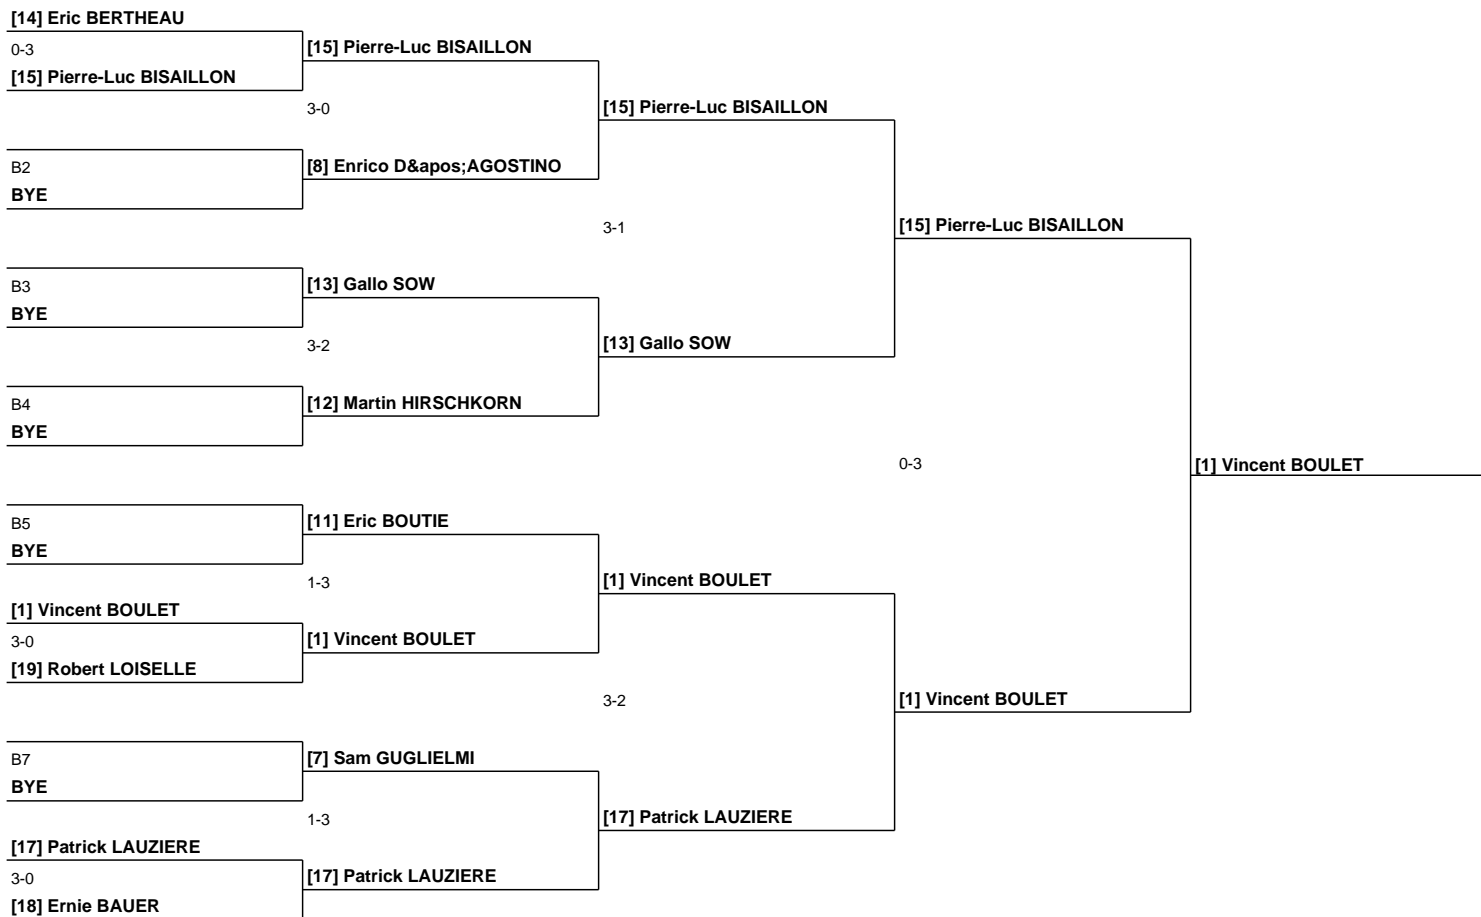 [14] Eric BERTHEAU
0-3
[15] Pierre-Luc BISAILLON
[15] Pierre-Luc BISAILLON
3-0
[15] Pierre-Luc BISAILLON
B2
BYE
[8] Enrico D&apos;AGOSTINO
3-1
[15] Pierre-Luc BISAILLON
B3
BYE
[13] Gallo SOW
3-2
[13] Gallo SOW
B4
BYE
[12] Martin HIRSCHKORN
0-3
[1] Vincent BOULET
B5
BYE
[11] Eric BOUTIE
1-3
[1] Vincent BOULET
[1] Vincent BOULET
3-0
[19] Robert LOISELLE
[1] Vincent BOULET
3-2
[1] Vincent BOULET
B7
BYE
[7] Sam GUGLIELMI
1-3
[17] Patrick LAUZIERE
[17] Patrick LAUZIERE
3-0
[18] Ernie BAUER
[17] Patrick LAUZIERE